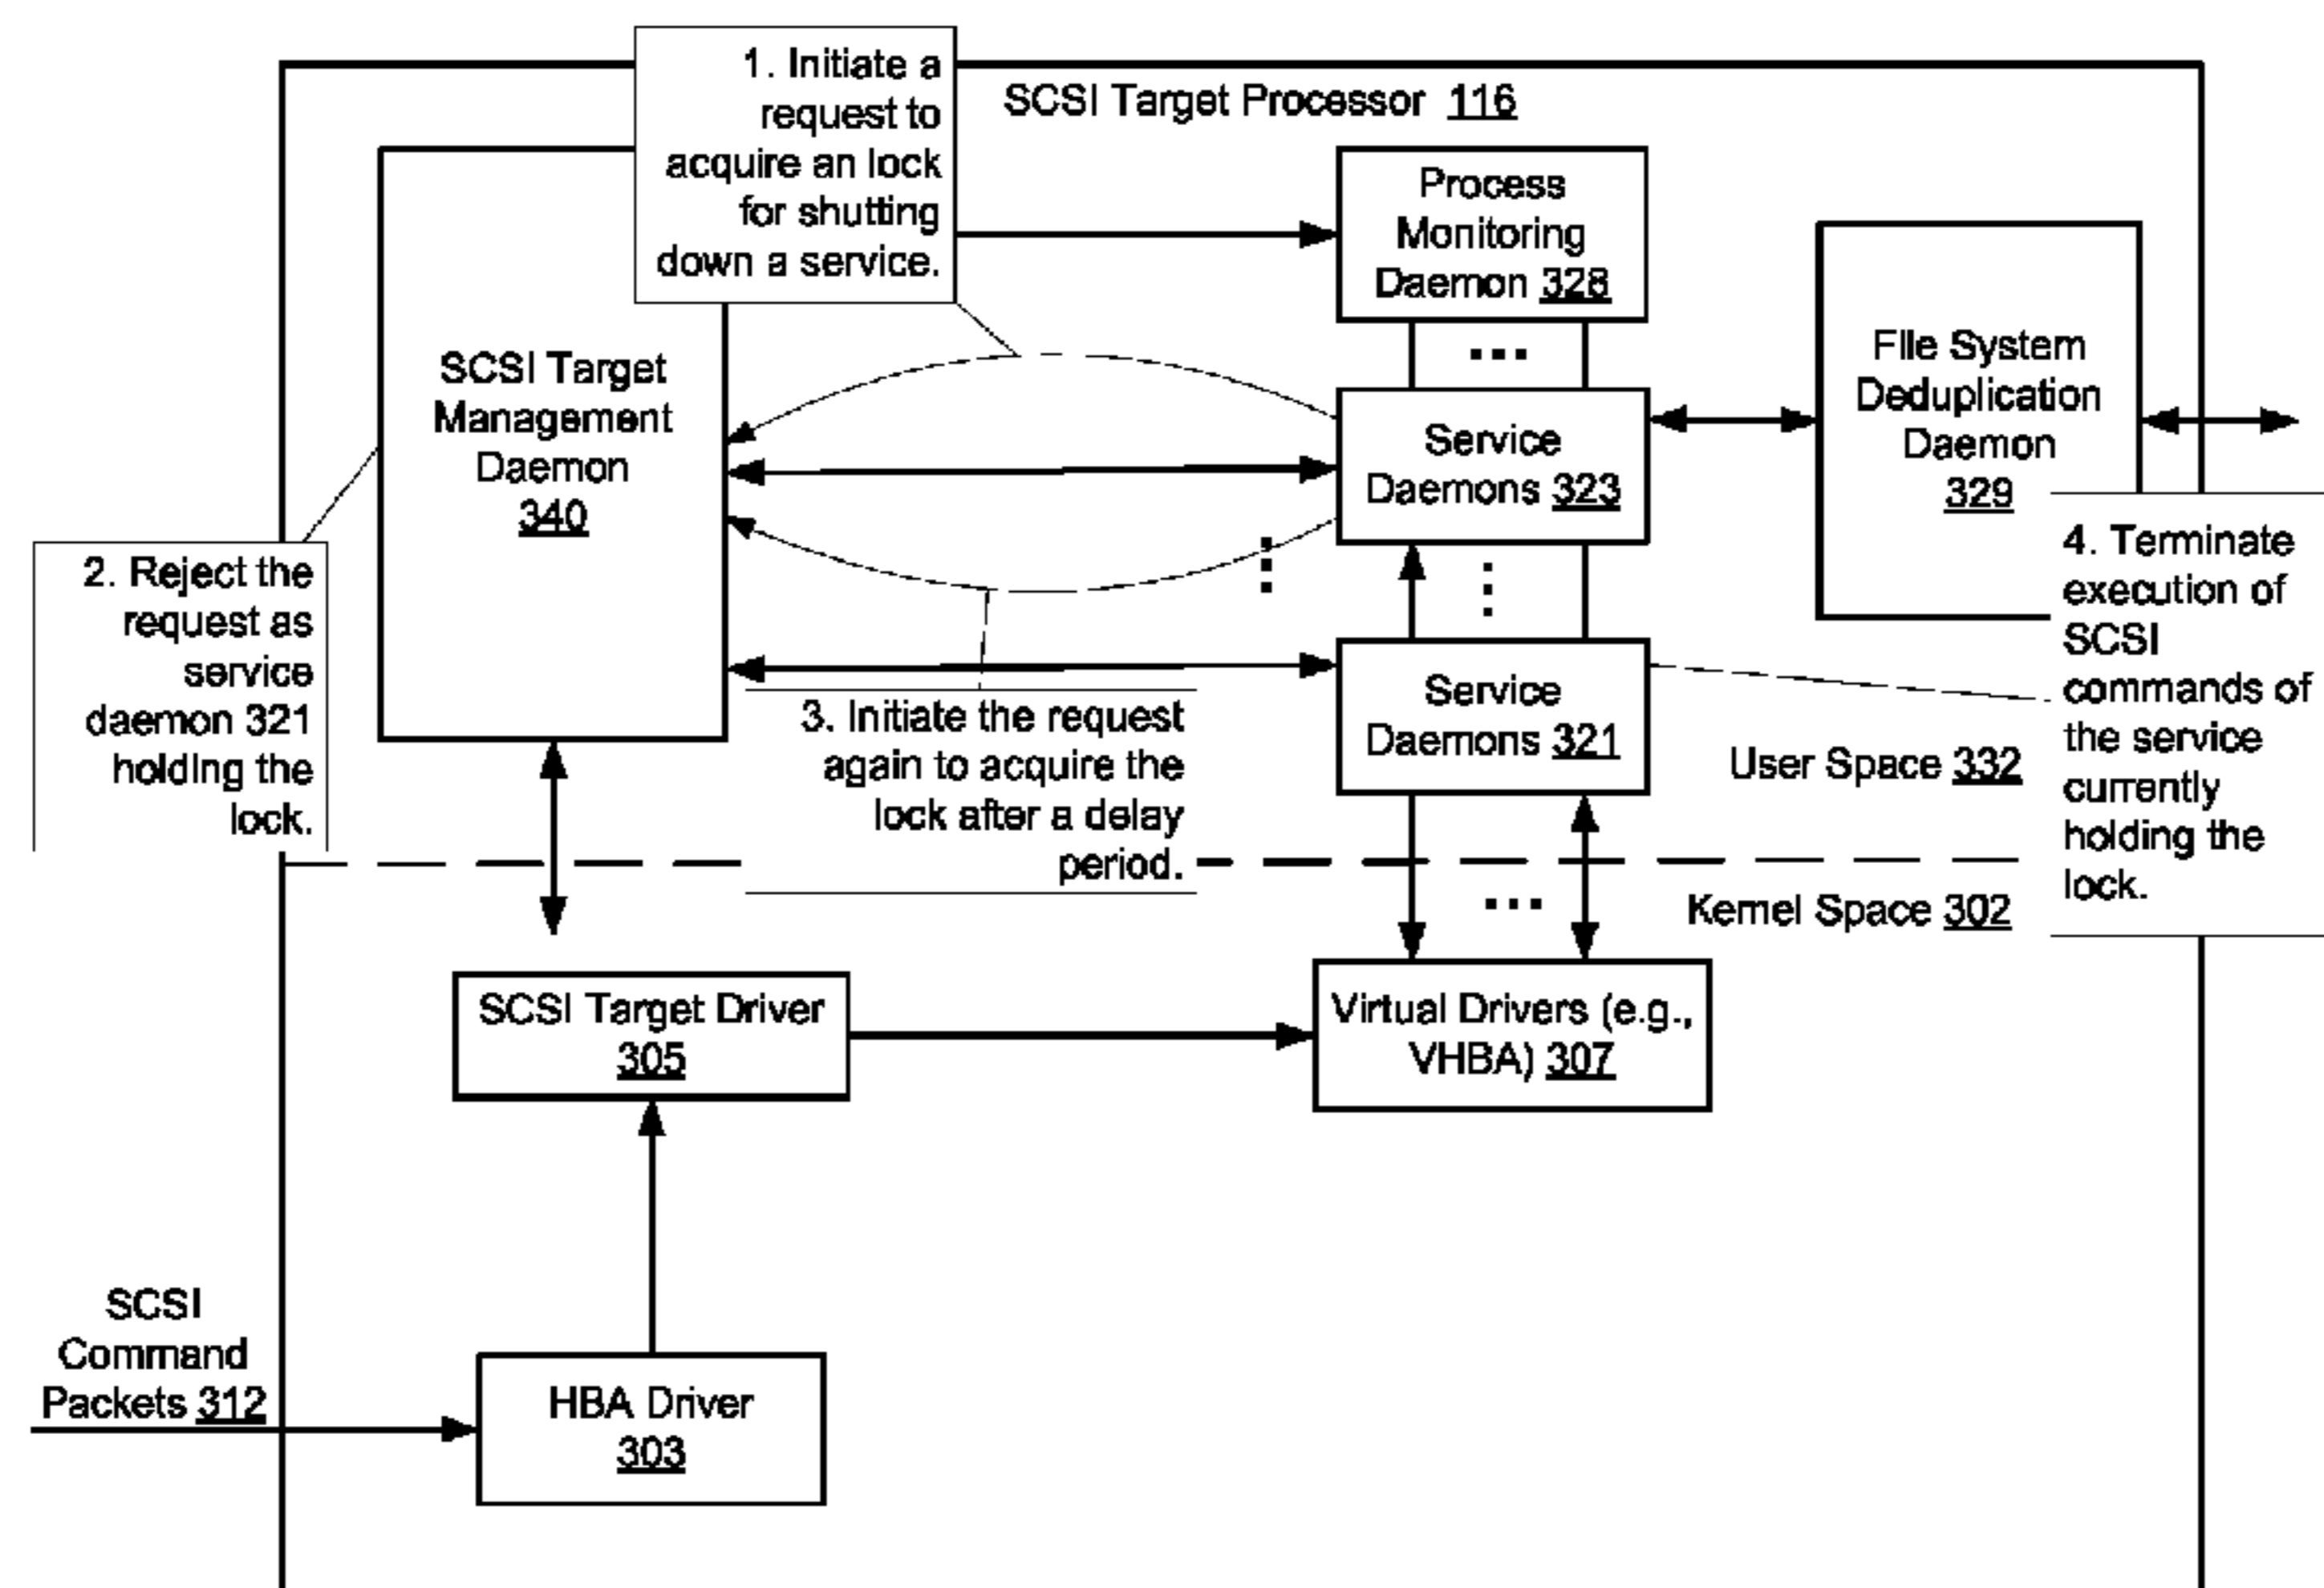 1. Initiate a
request to
acquire an lock
for shutting
down a service.
SCSI Target Processor 116
Process
Monitoring
Daemon 328
...
SCSI Target
Management
Daemon
340
Service
Daemons 323
File System
Deduplication
Daemon
329
2. Reject the
request as
service
daemon 321
holding the
lock.
3. Initiate the request
again to acquire the
lock after a delay
period.
Service
Daemons 321
4. Terminate
execution of
SCSI
commands of
the service
currently
holding the
lock.
User Space 332
Kernel Space 302
...
SCSI Target Driver
305
Virtual Drivers (e.g.,
VHBA) 307
SCSI
Command
Packets 312
HBA Driver
303